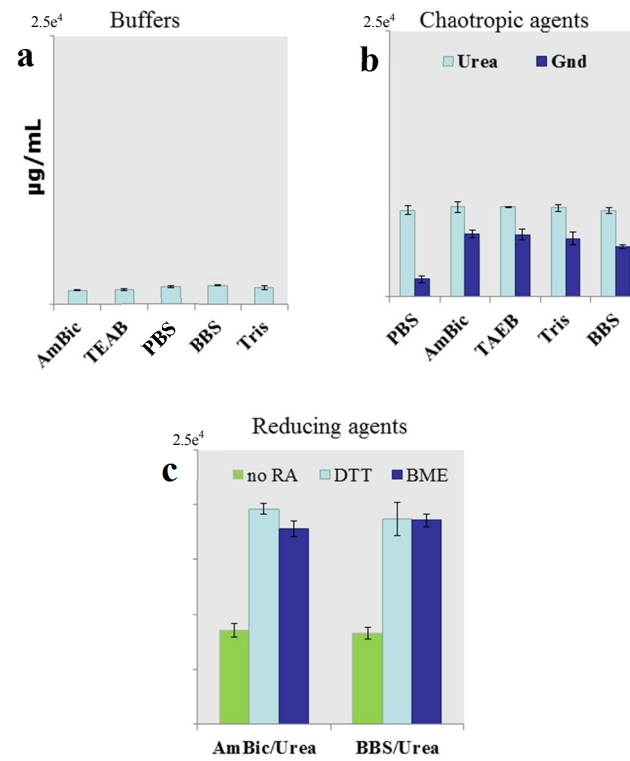 Buffers
2.5e⁴
a
µg/mL
AmBic TEAB PBS BBS Tris
Chaotropic agents
2.5e⁴
b
Urea Gnd
PBS AmBic TAEB Tris BBS
Reducing agents
2.5e⁴
c
no RA DTT BME
AmBic/Urea BBS/Urea